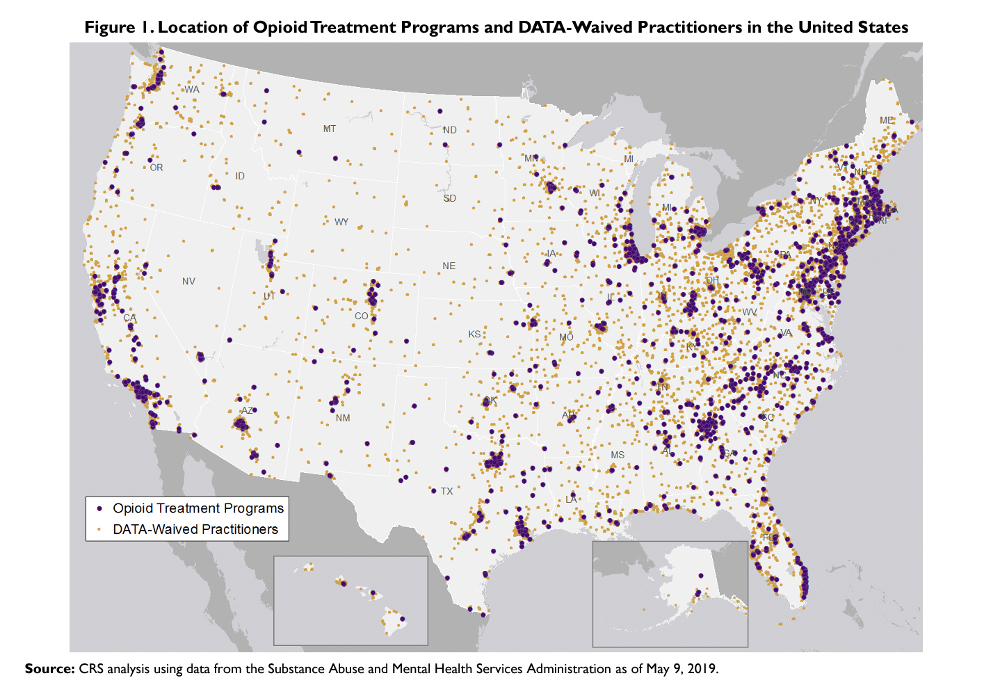 Figure 1. Location of Opioid Treatment Programs and DATA-Waived Practitioners in the United States
WA
MT
ND
ME
OR
ID
MN
MI
VT
NH
WI
SD
NY
MA
WY
MI
RI
IA
PA
NE
NV
OH
UT
IL
IN
CO
WV
CA
KS
MO
VA
KY
NC
TN
OK
AZ
NM
AR
SC
AL
GA
MS
TX
LA
FL
Opioid Treatment Programs
DATA-Waived Practitioners
Source: CRS analysis using data from the Substance Abuse and Mental Health Services Administration as of May 9, 2019.